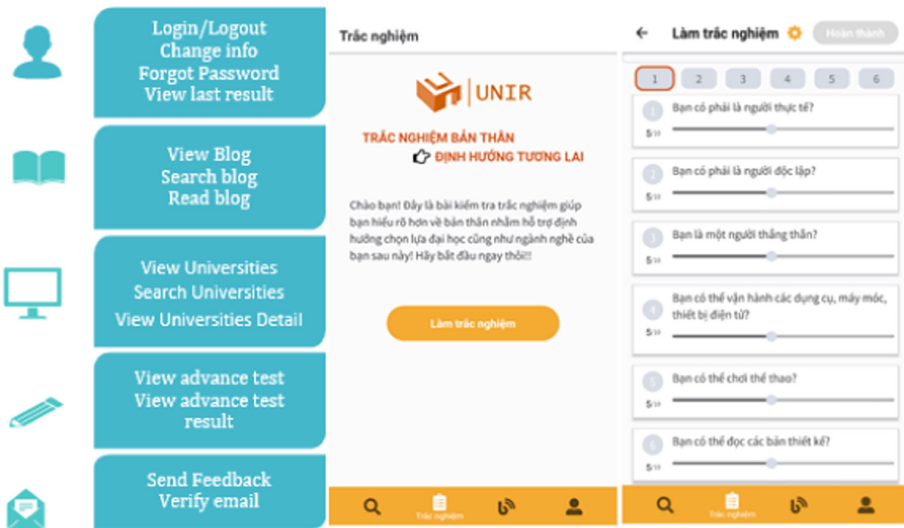 Login/Logout
Change info
Forgot Password
View last result
View Blog
Search blog
Read blog
View Universities
Search Universities
View Universities Detail
View advance test
View advance test
result
Send Feedback
Verify email
Trắc nghiệm
UNIR
TRẮC NGHIỆM BẢN THÂN
ĐỊNH HƯỚNG TƯƠNG LAI
Chào bạn! Đây là bài kiểm tra trắc nghiệm giúp
bạn hiểu rõ hơn về bản thân nhằm hỗ trợ định
hướng chọn lựa đại học cũng như ngành nghề của
bạn sau này! Hãy bắt đầu ngay thôi!!
Làm trắc nghiệm
Trắc nghiệm
Làm trắc nghiệm
Hoàn thành
1 2 3 4 5 6
1 Bạn có phải là người thực tế?
5/10
2 Bạn có phải là người độc lập?
5/10
3 Bạn là một người thẳng thắn?
5/10
4 Bạn có thể vận hành các dụng cụ, máy móc,
thiết bị điện tử?
5/10
5 Bạn có thể chơi thể thao?
5/10
6 Bạn có thể đọc các bản thiết kế?
5/10
Trắc nghiệm